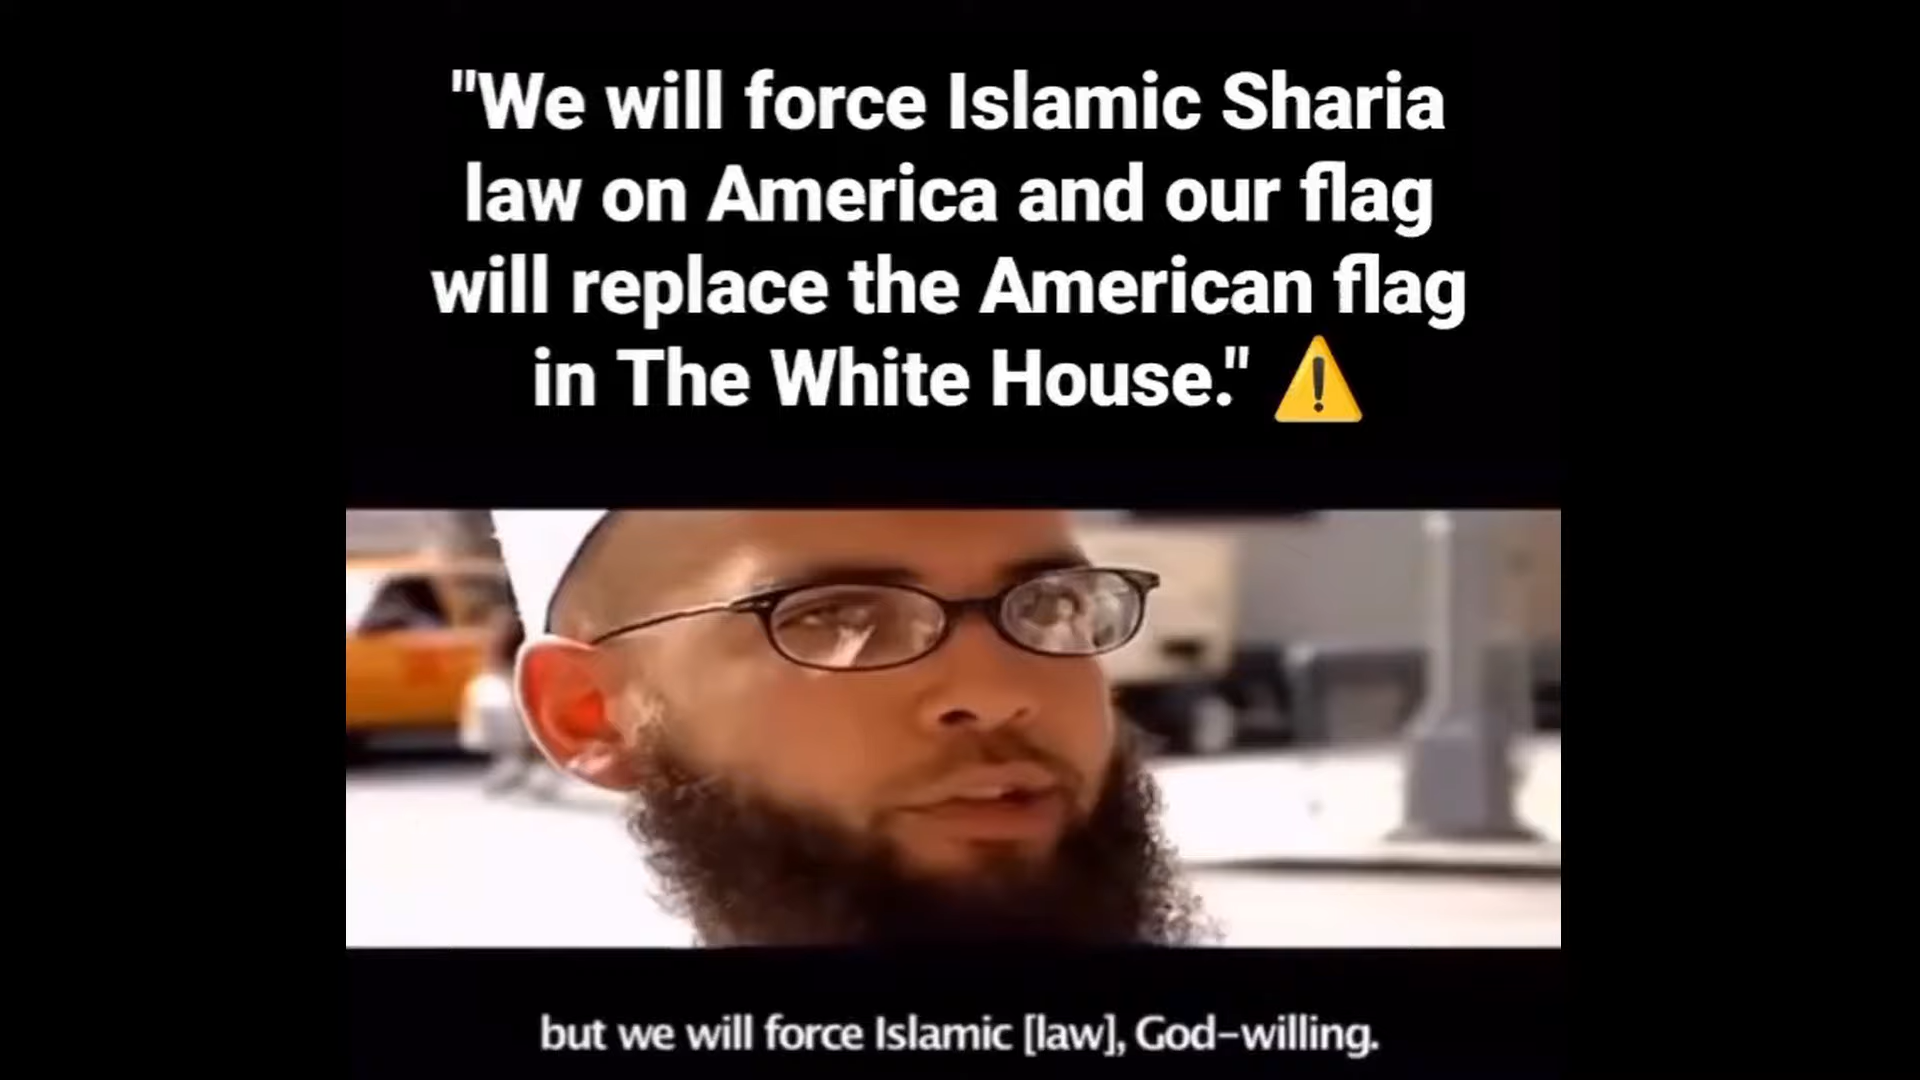 "We will force Islamic Sharia
law on America and our flag
will replace the American flag
in The White House." ⚠️
but we will force Islamic [law], God-willing.